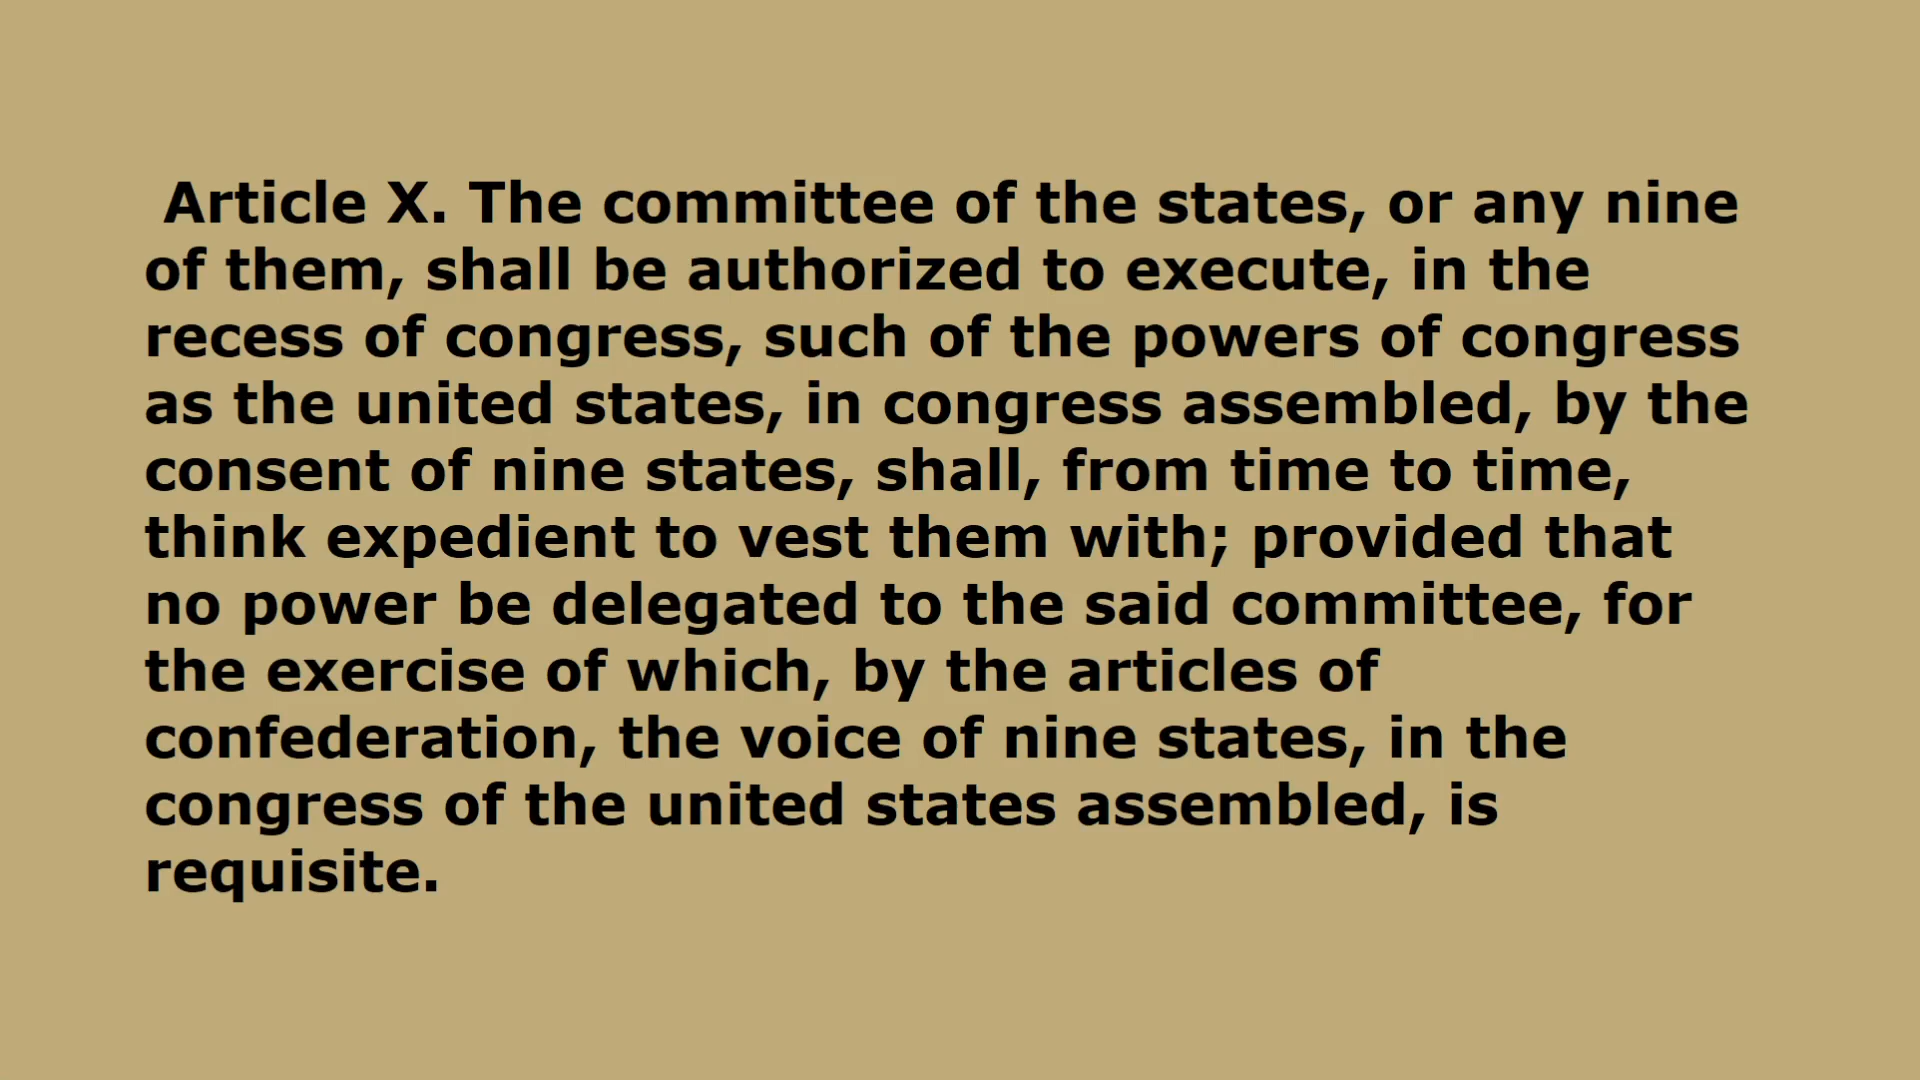 Article X. The committee of the states, or any nine
of them, shall be authorized to execute, in the
recess of congress, such of the powers of congress
as the united states, in congress assembled, by the
consent of nine states, shall, from time to time,
think expedient to vest them with; provided that
no power be delegated to the said committee, for
the exercise of which, by the articles of
confederation, the voice of nine states, in the
congress of the united states assembled, is
requisite.